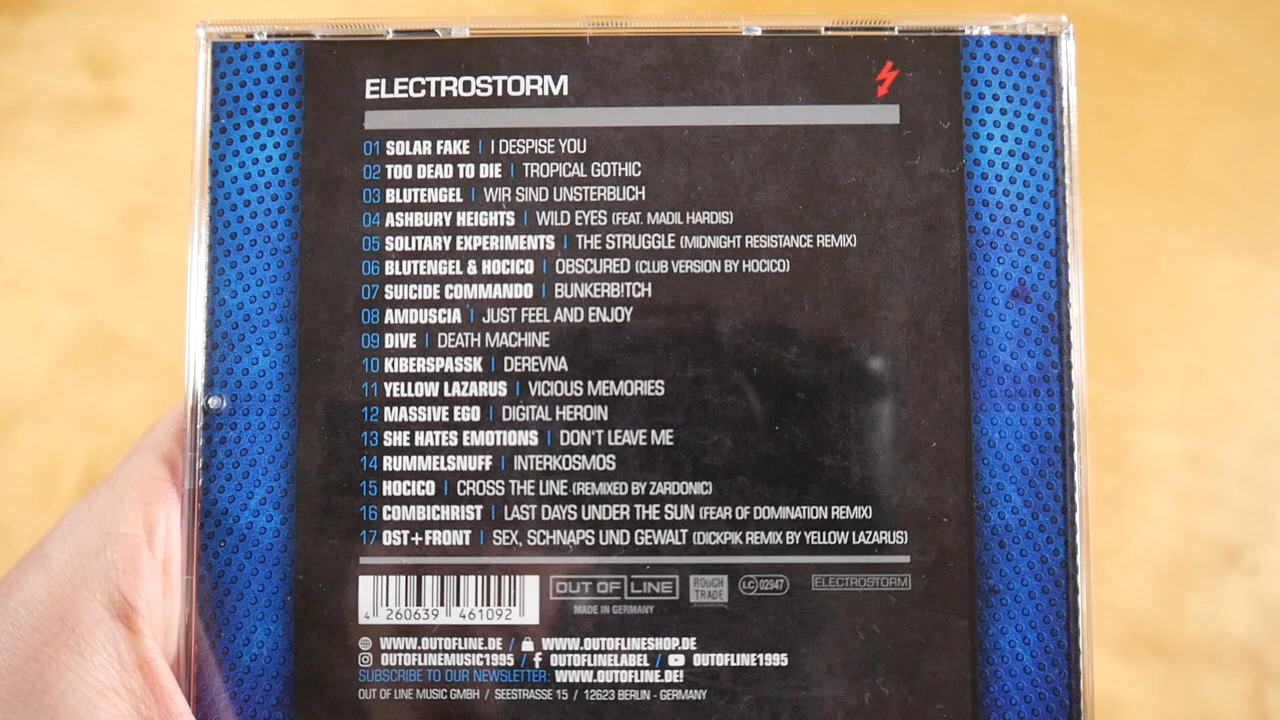 ELECTROSTORM
01 SOLAR FAKE | I DESPISE YOU
02 TOO DEAD TO DIE | TROPICAL GOTHIC
03 BLUTENGEL | WIR SIND UNSTERBLICH
04 ASHBURY HEIGHTS | WILD EYES (FEAT. MADIL HARDIS)
05 SOLITARY EXPERIMENTS | THE STRUGGLE (MIDNIGHT RESISTANCE REMIX)
06 BLUTENGEL & HOCICO | OBSCURED (CLUB VERSION BY HOCICO)
07 SUICIDE COMMANDO | BUNKERB!TCH
08 AMDUSCIA | JUST FEEL AND ENJOY
09 DIVE | DEATH MACHINE
10 KIBERSPASSK | DEREVNA
11 YELLOW LAZARUS | VICIOUS MEMORIES
12 MASSIVE EGO | DIGITAL HEROIN
13 SHE HATES EMOTIONS | DON'T LEAVE ME
14 RUMMELSNUFF | INTERKOSMOS
15 HOCICO | CROSS THE LINE (REMIXED BY ZARDONIC)
16 COMBICHRIST | LAST DAYS UNDER THE SUN (FEAR OF DOMINATION REMIX)
17 OST+FRONT | SEX, SCHNAPS UND GEWALT (DICKPIK REMIX BY YELLOW LAZARUS)
4 260639 461092
OUT OF LINE
MADE IN GERMANY
ROUGH
TRADE
LC 02947
ELECTROSTORM
WWW.OUTOFLINE.DE / WWW.OUTOFLINESHOP.DE
OUTOFLINEMUSIC1995 / OUTOFLINELABEL / OUTOFLINE1995
SUBSCRIBE TO OUR NEWSLETTER: WWW.OUTOFLINE.DE!
OUT OF LINE MUSIC GMBH / SEESTRASSE 15 / 12623 BERLIN - GERMANY